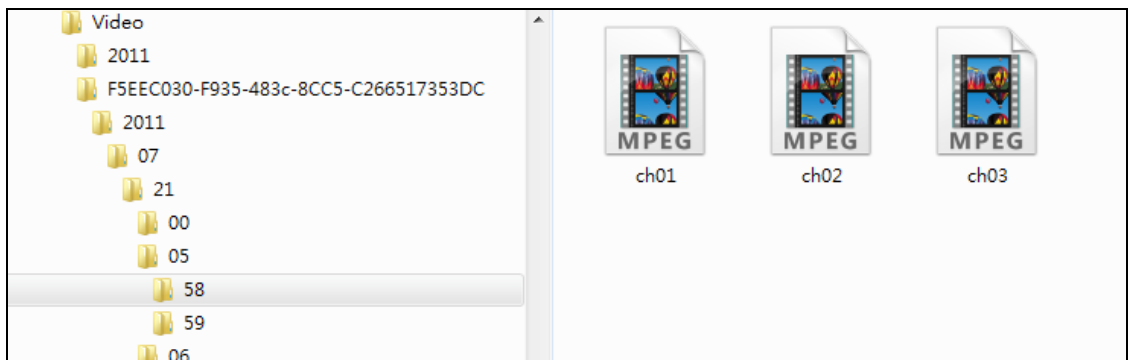 Video
2011
F5EEC030-F935-483c-8CC5-C266517353DC
2011
07
21
00
05
58
59
06
MPEG MPEG MPEG
ch01 ch02 ch03